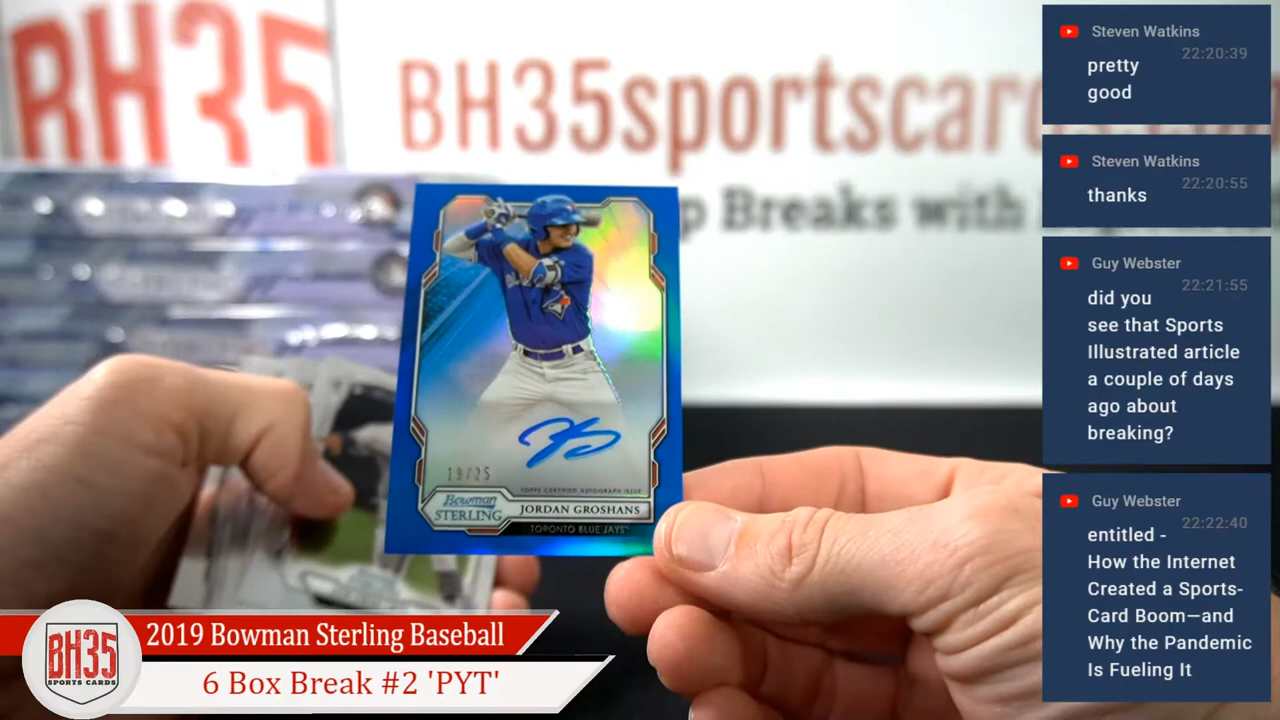 BH35
BH35sportscar
p Breaks with
Steven Watkins
22:20:39
pretty
good
Steven Watkins
22:20:55
thanks
Guy Webster
22:21:55
did you
see that Sports
Illustrated article
a couple of days
ago about
breaking?
Guy Webster
22:22:40
entitled -
How the Internet
Created a Sports-
Card Boom—and
Why the Pandemic
Is Fueling It
19/25
TOPPS CERTIFIED AUTOGRAPH ISSUE
Bowman
STERLING
JORDAN GROSHANS
TORONTO BLUE JAYS
BH35
SPORTS CARDS
2019 Bowman Sterling Baseball
6 Box Break #2 'PYT'